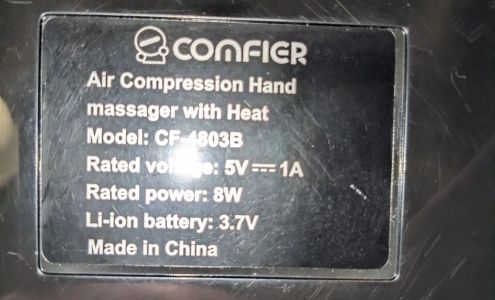 COMFIER
Air Compression Hand
massager with Heat
Model: CF-4803B
Rated voltage: 5V⎓1A
Rated power: 8W
Li-ion battery: 3.7V
Made in China